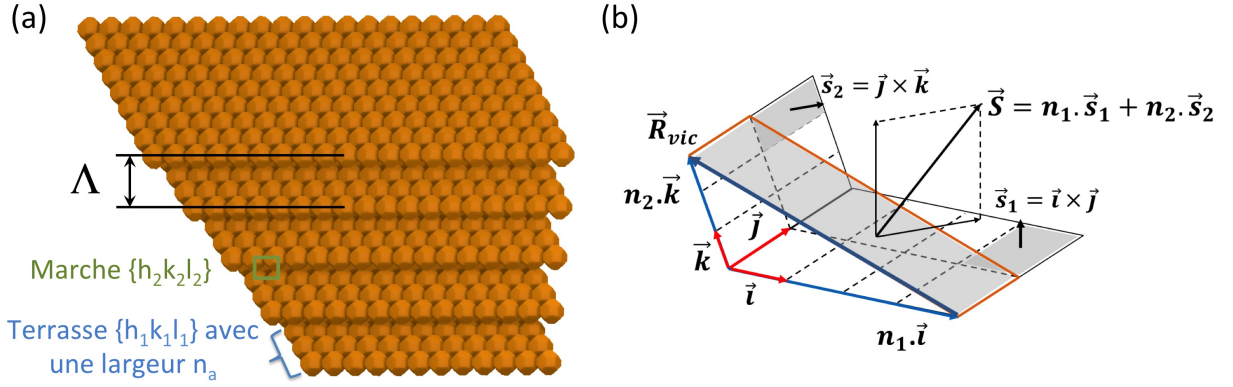 (a)
Λ
Marche {h₂k₂l₂}
Terrasse {h₁k₁l₁} avec
une largeur nₐ
(b)
s⃗₂ = j⃗ × k⃗
S⃗ = n₁. s⃗₁ + n₂. s⃗₂
R⃗vic
n₂. k⃗
s⃗₁ = i⃗ × j⃗
j⃗
k⃗
i⃗
n₁. i⃗